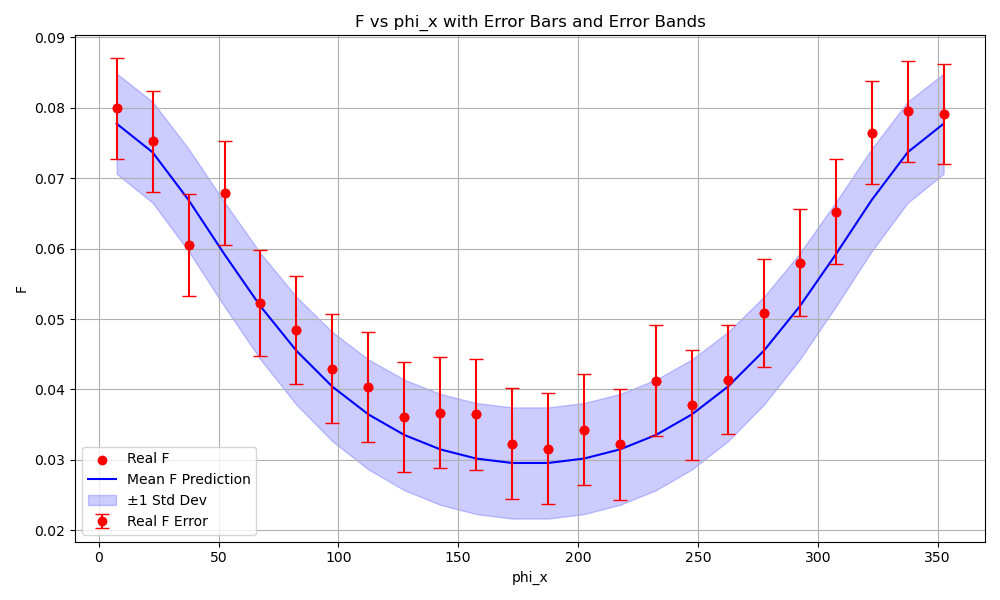 F vs phi_x with Error Bars and Error Bands
0.09
0.08
0.07
0.06
0.05
0.04
0.03
0.02
F
Real F
Mean F Prediction
±1 Std Dev
Real F Error
0 50 100 150 200 250 300 350
phi_x